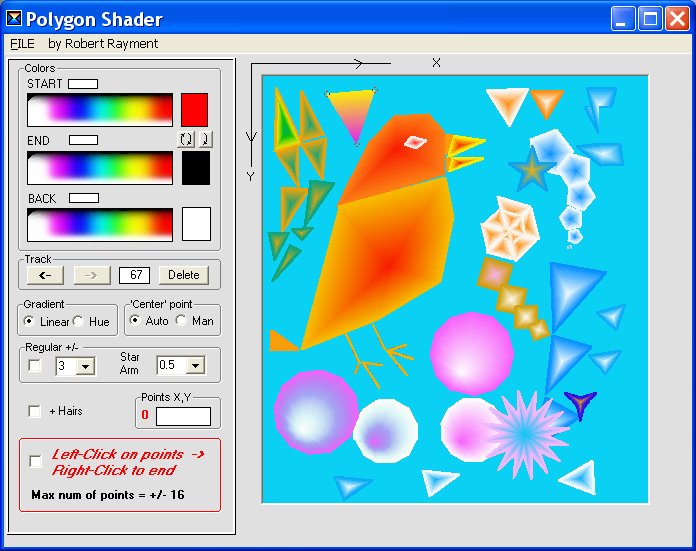 Polygon Shader
FILE by Robert Rayment
Colors
START
END
BACK
Track
<- -> 67 Delete
Gradient
Linear Hue
'Center' point
Auto Man
Regular +/-
3 Star Arm 0.5
+ Hairs
Points X,Y
0
Left-Click on points ->
Right-Click to end
Max num of points = +/- 16
X
Y